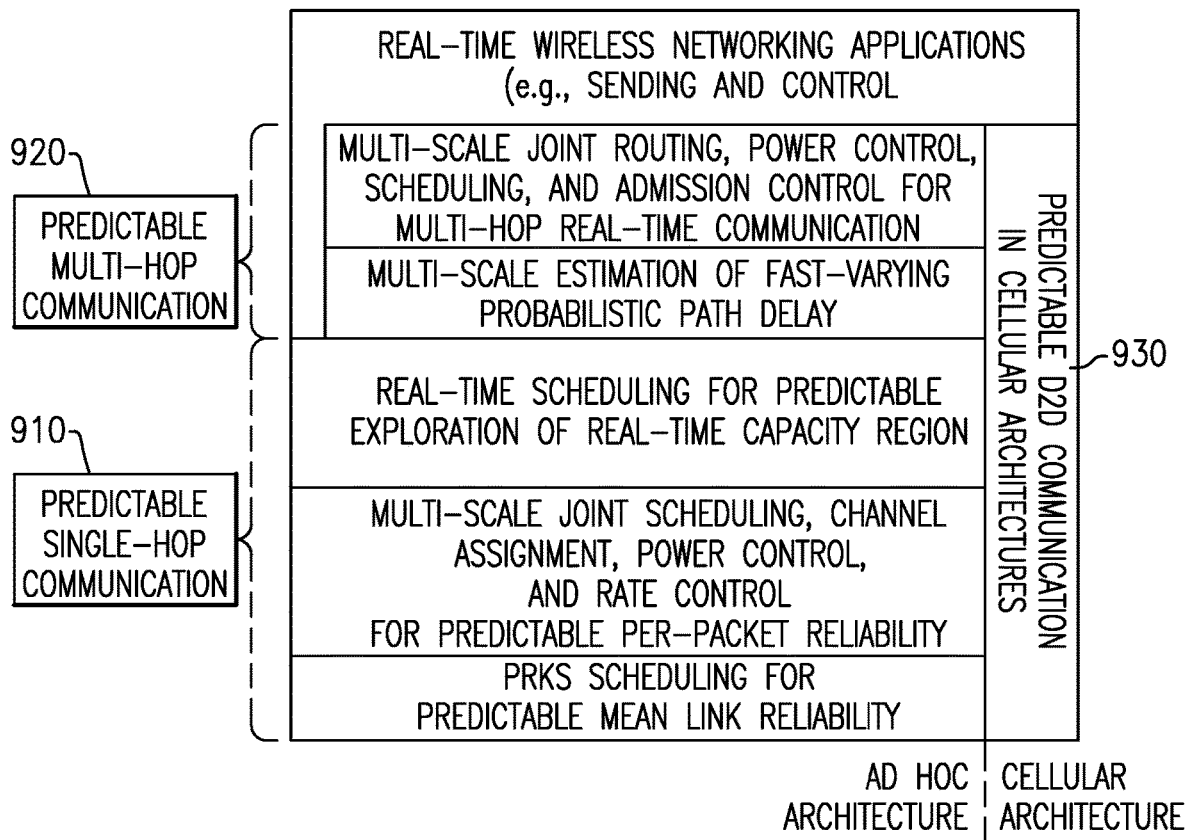 REAL-TIME WIRELESS NETWORKING APPLICATIONS
(e.g., SENDING AND CONTROL
920
PREDICTABLE
MULTI-HOP
COMMUNICATION
MULTI-SCALE JOINT ROUTING, POWER CONTROL,
SCHEDULING, AND ADMISSION CONTROL FOR
MULTI-HOP REAL-TIME COMMUNICATION
MULTI-SCALE ESTIMATION OF FAST-VARYING
PROBABILISTIC PATH DELAY
910
PREDICTABLE
SINGLE-HOP
COMMUNICATION
REAL-TIME SCHEDULING FOR PREDICTABLE
EXPLORATION OF REAL-TIME CAPACITY REGION
MULTI-SCALE JOINT SCHEDULING, CHANNEL
ASSIGNMENT, POWER CONTROL,
AND RATE CONTROL
FOR PREDICTABLE PER-PACKET RELIABILITY
PRKS SCHEDULING FOR
PREDICTABLE MEAN LINK RELIABILITY
PREDICTABLE D2D COMMUNICATION
IN CELLULAR ARCHITECTURES
930
AD HOC
ARCHITECTURE
CELLULAR
ARCHITECTURE